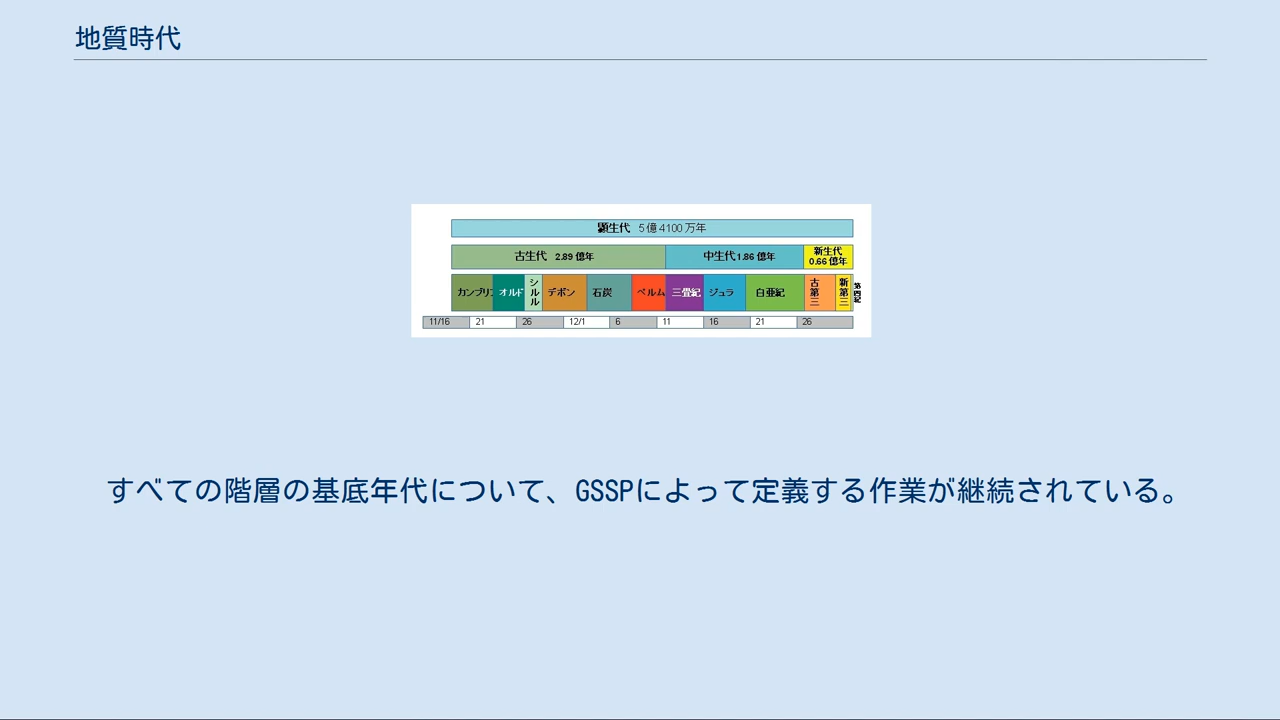 地質時代
顕生代 5億4100万年
古生代 2.89億年 中生代1.86億年 新生代 0.66億年
カンブリ オルド シルル デボン 石炭 ペルム 三畳紀 ジュラ 白亜紀 古第三 新第三 第四紀
11/16 21 26 12/1 6 11 16 21 26
すべての階層の基底年代について、GSSPによって定義する作業が継続されている。